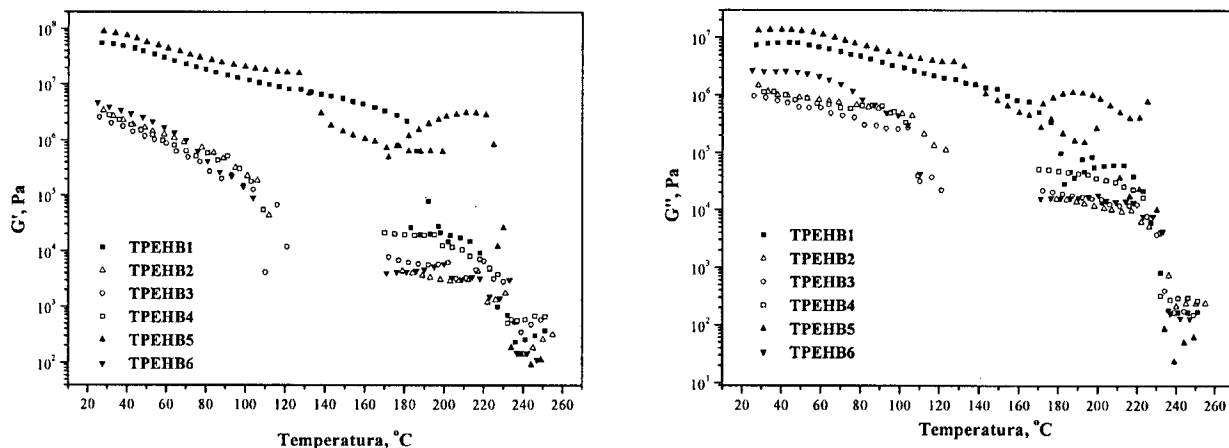 G', Pa
10⁸
10⁷
10⁶
10⁵
10⁴
10³
10²
TPEHB1
TPEHB2
TPEHB3
TPEHB4
TPEHB5
TPEHB6
20 40 60 80 100 120 140 160 180 200 220 240 260
Temperatura, °C
G'', Pa
10⁷
10⁶
10⁵
10⁴
10³
10²
10¹
TPEHB1
TPEHB2
TPEHB3
TPEHB4
TPEHB5
TPEHB6
20 40 60 80 100 120 140 160 180 200 220 240 260
Temperatura, °C